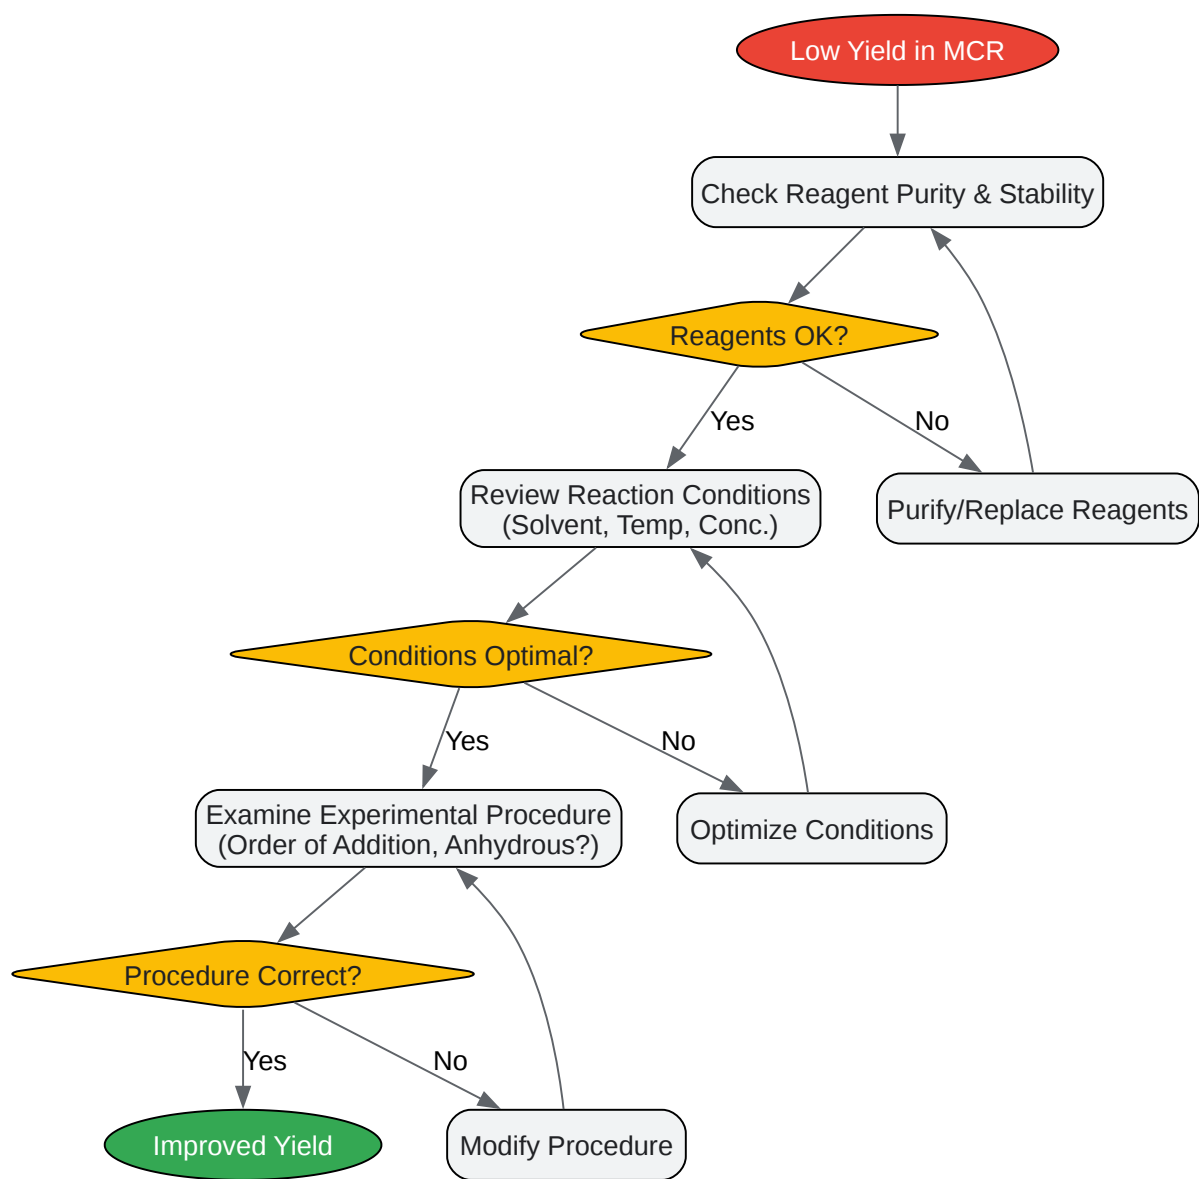 Low Yield in MCR
Check Reagent Purity & Stability
Reagents OK?
Yes
No
Review Reaction Conditions
(Solvent, Temp, Conc.)
Purify/Replace Reagents
Conditions Optimal?
Yes
No
Examine Experimental Procedure
(Order of Addition, Anhydrous?)
Optimize Conditions
Procedure Correct?
Yes
No
Improved Yield
Modify Procedure